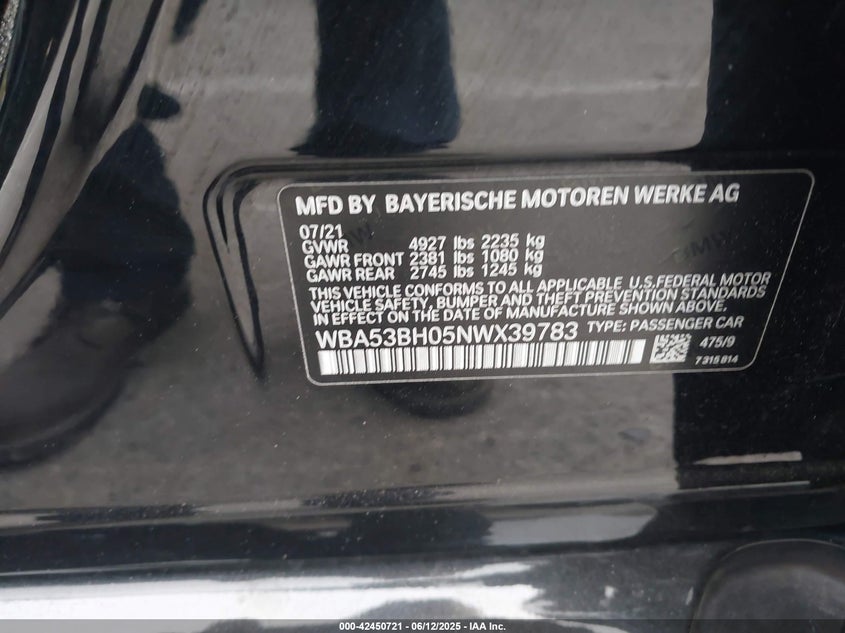 MFD BY BAYERISCHE MOTOREN WERKE AG
07/21
GVWR 4927 lbs 2235 kg
GAWR FRONT 2381 lbs 1080 kg
GAWR REAR 2745 lbs 1245 kg
THIS VEHICLE CONFORMS TO ALL APPLICABLE U.S.FEDERAL MOTOR
VEHICLE SAFETY, BUMPER AND THEFT PREVENTION STANDARDS
IN EFFECT ON THE DATE OF MANUFACTURE SHOWN ABOVE.
WBA53BH05NWX39783 TYPE: PASSENGER CAR
475/9
7 315 814
000-42450721 - 06/12/2025 - IAA Inc.